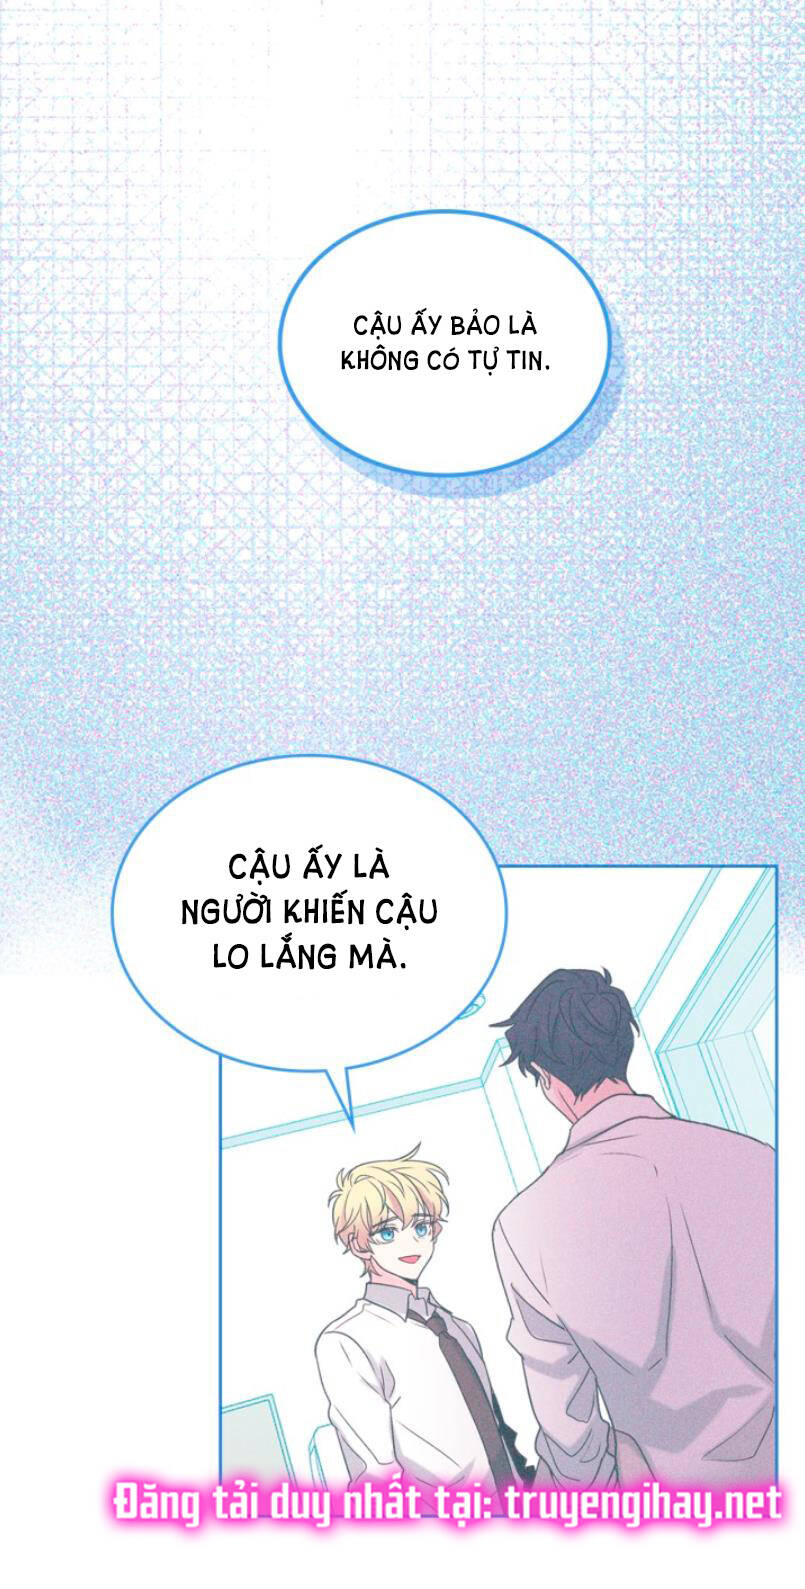 CẬU ẤY BẢO LÀ
KHÔNG CÓ TỰ TIN.
CẬU ẤY LÀ
NGƯỜI KHIẾN CẬU
LO LẮNG MÀ.
Đăng tải duy nhất tại: truyengihay.net